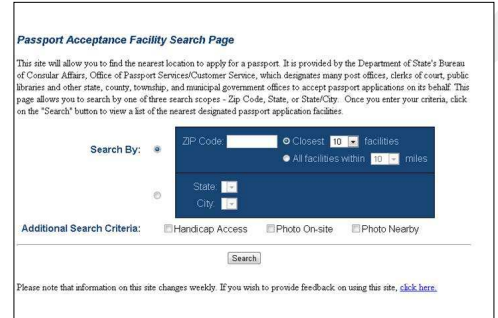 Passport Acceptance Facility Search Page
This site will allow you to find the nearest location to apply for a passport. It is provided by the Department of State's Bureau
of Consular Affairs, Office of Passport Services/Customer Service, which designates many post offices, clerks of court, public
libraries and other state, county, township, and municipal government offices to accept passport applications on its behalf. This
page allows you to search by one of three search scopes - Zip Code, State, or State/City. Once you enter your criteria, click
on the "Search" button to view a list of the nearest designated passport application facilities.
Search By: ZIP Code: Closest 10 facilities
All facilities within 10 miles
State:
City:
Additional Search Criteria: Handicap Access Photo On-site Photo Nearby
Search
Please note that information on this site changes weekly. If you wish to provide feedback on using this site, click here.